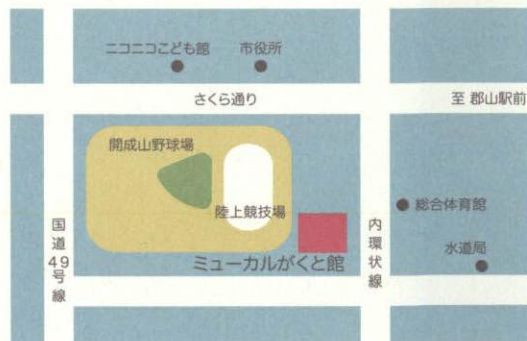 ニコニコこども館
市役所
さくら通り
至 郡山駅前
開成山野球場
陸上競技場
国道49号線
内環状線
総合体育館
水道局
ミューカルがくと館